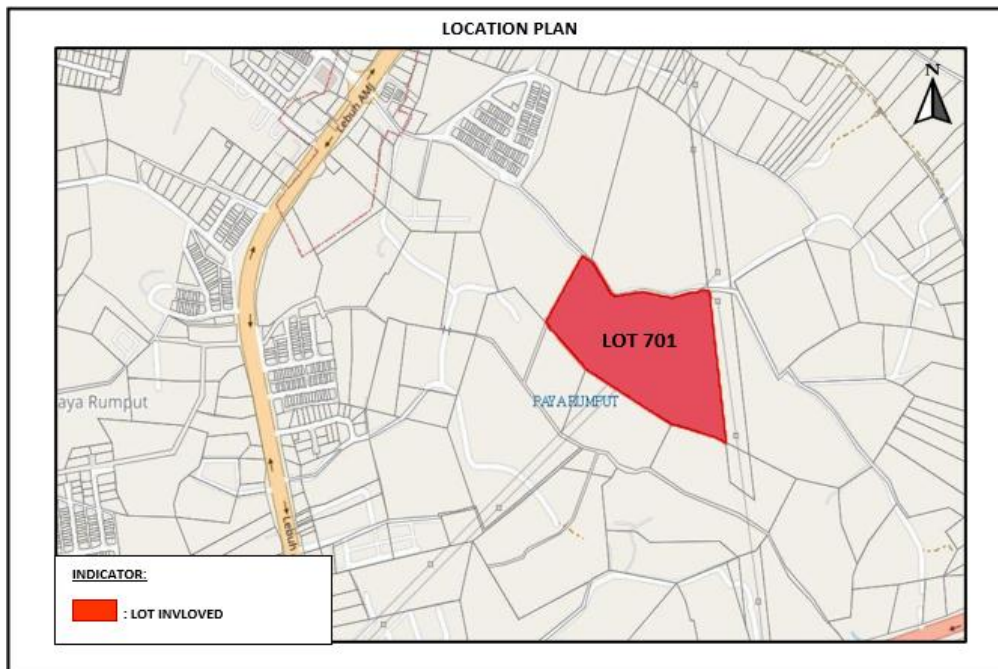 LOCATION PLAN
N
Lebuh AMJ
LOT 701
PAYA RUMPUT
aya Rumput
Lebuh
INDICATOR:
: LOT INVLOVED